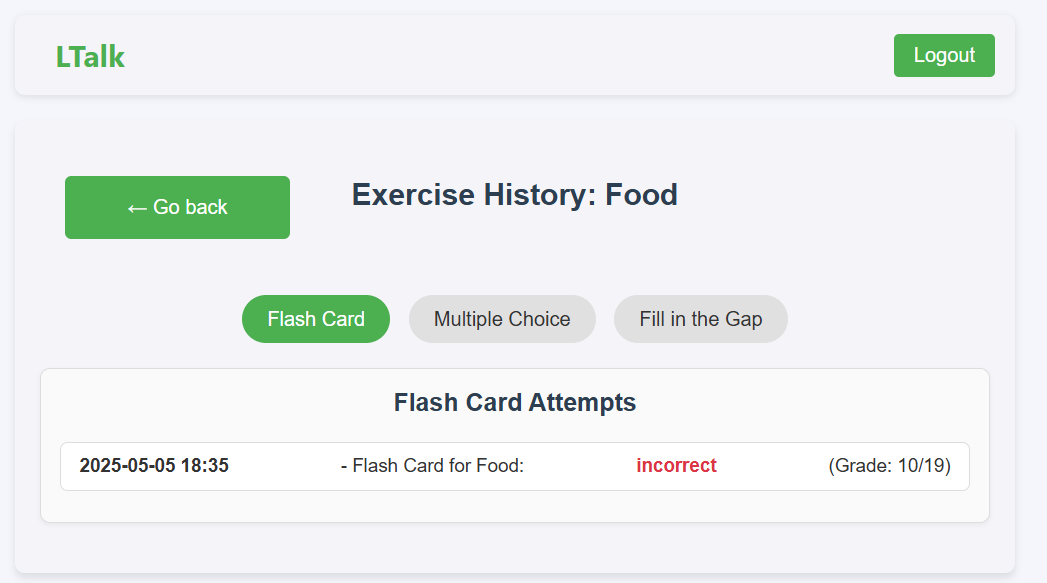 LTalk
Logout
← Go back
Exercise History: Food
Flash Card
Multiple Choice
Fill in the Gap
Flash Card Attempts
2025-05-05 18:35 - Flash Card for Food: incorrect (Grade: 10/19)